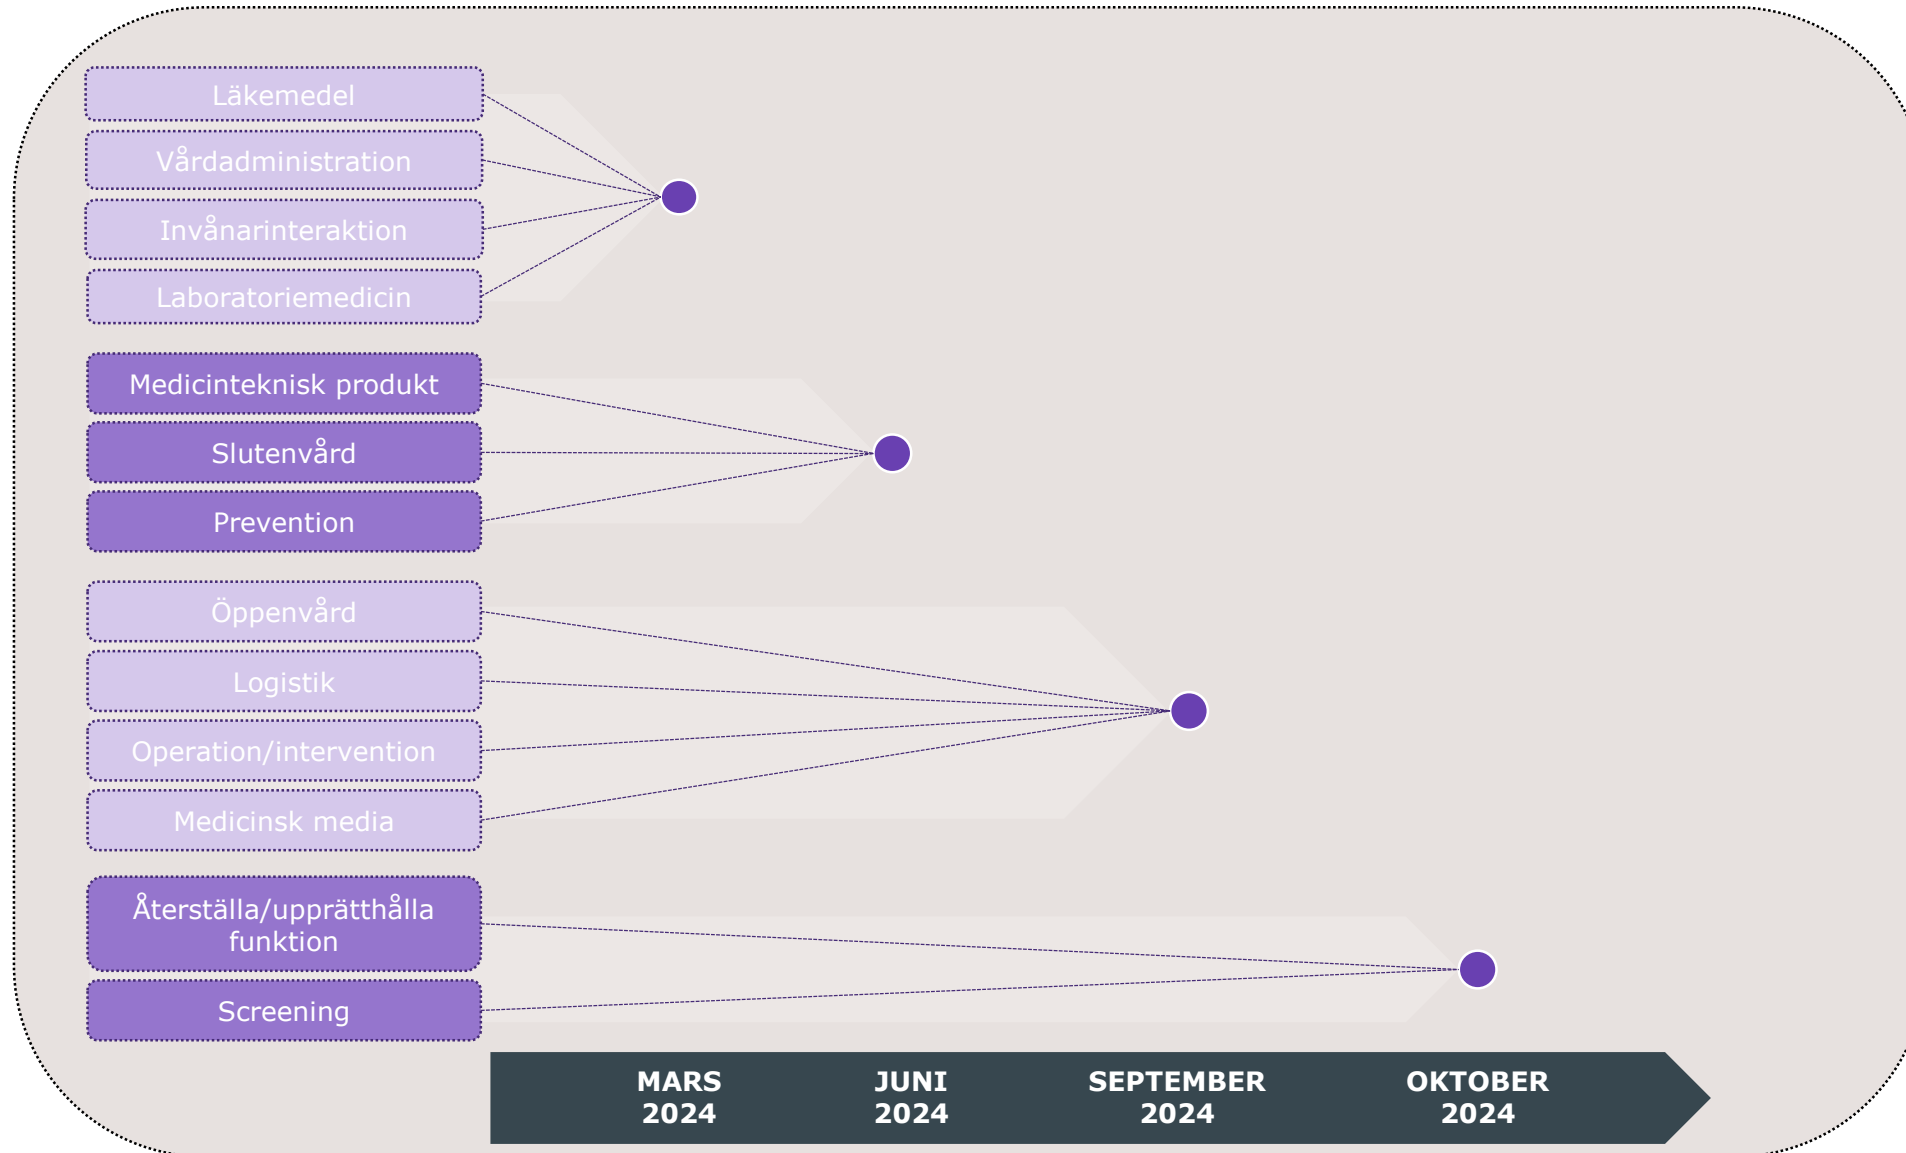 Läkemedel
Vårdadministration
Invånarinteraktion
Laboratoriemedicin
Medicinteknisk produkt
Slutenvård
Prevention
Öppenvård
Logistik
Operation/intervention
Medicinsk media
Återställa/upprätthålla
funktion
Screening
MARS
2024
JUNI
2024
SEPTEMBER
2024
OKTOBER
2024